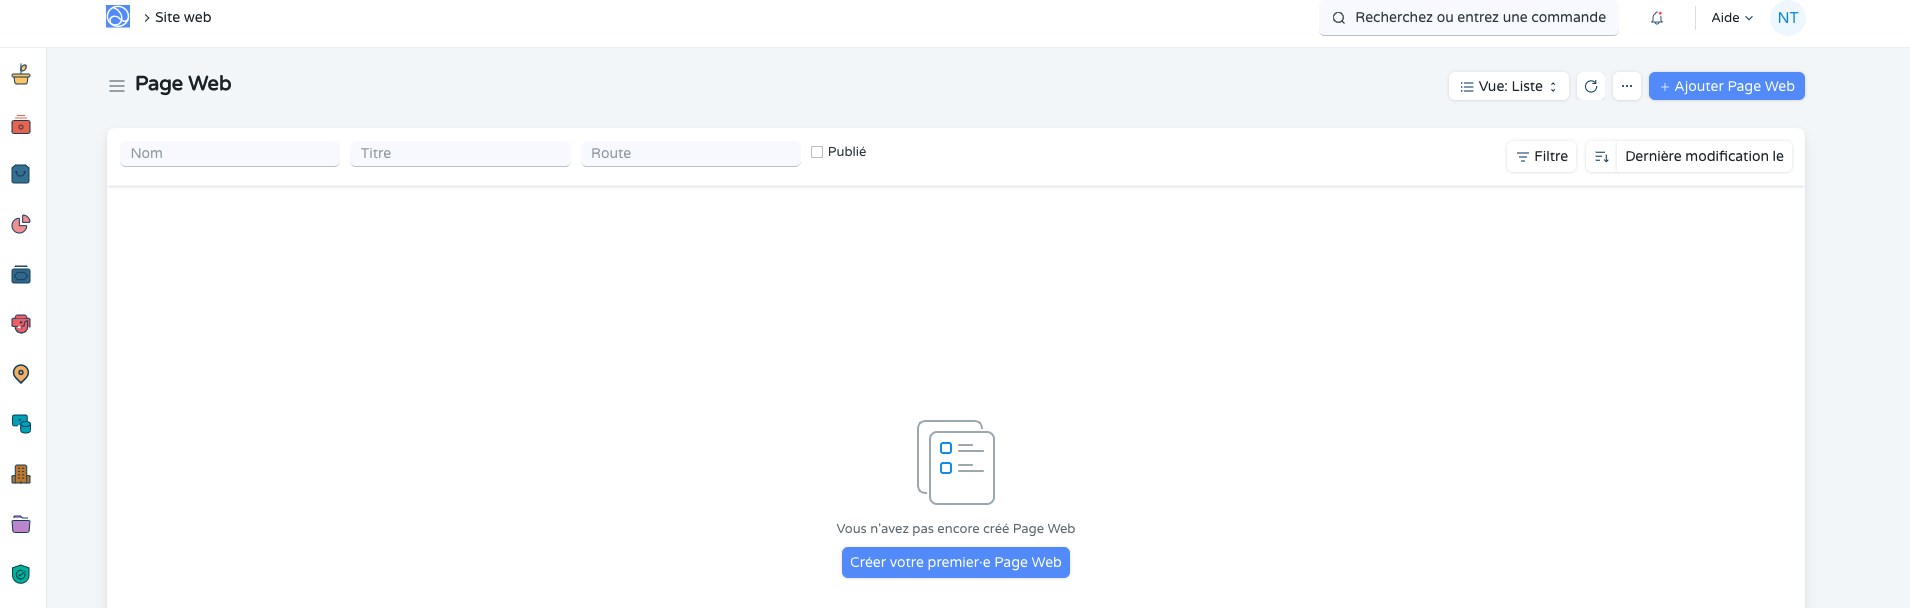 Site web
Recherchez ou entrez une commande
Aide
NT
Page Web
Vue: Liste
...
+ Ajouter Page Web
Nom
Titre
Route
Publié
Filtre
Dernière modification le
Vous n'avez pas encore créé Page Web
Créer votre premier·e Page Web